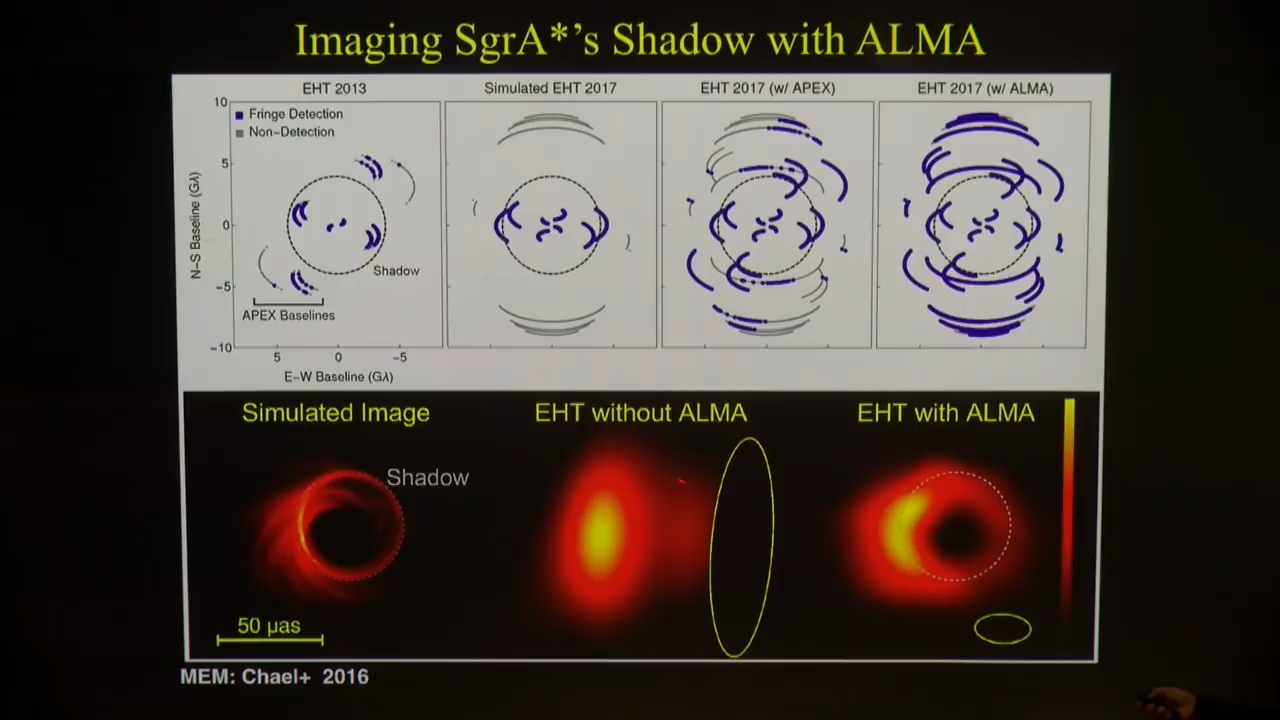 Imaging SgrA*'s Shadow with ALMA
EHT 2013
Simulated EHT 2017
EHT 2017 (w/ APEX)
EHT 2017 (w/ ALMA)
Fringe Detection
Non-Detection
N-S Baseline (Gλ)
10
5
0
-5
-10
Shadow
APEX Baselines
5
0
-5
E-W Baseline (Gλ)
Simulated Image
EHT without ALMA
EHT with ALMA
Shadow
50 µas
MEM: Chael+ 2016